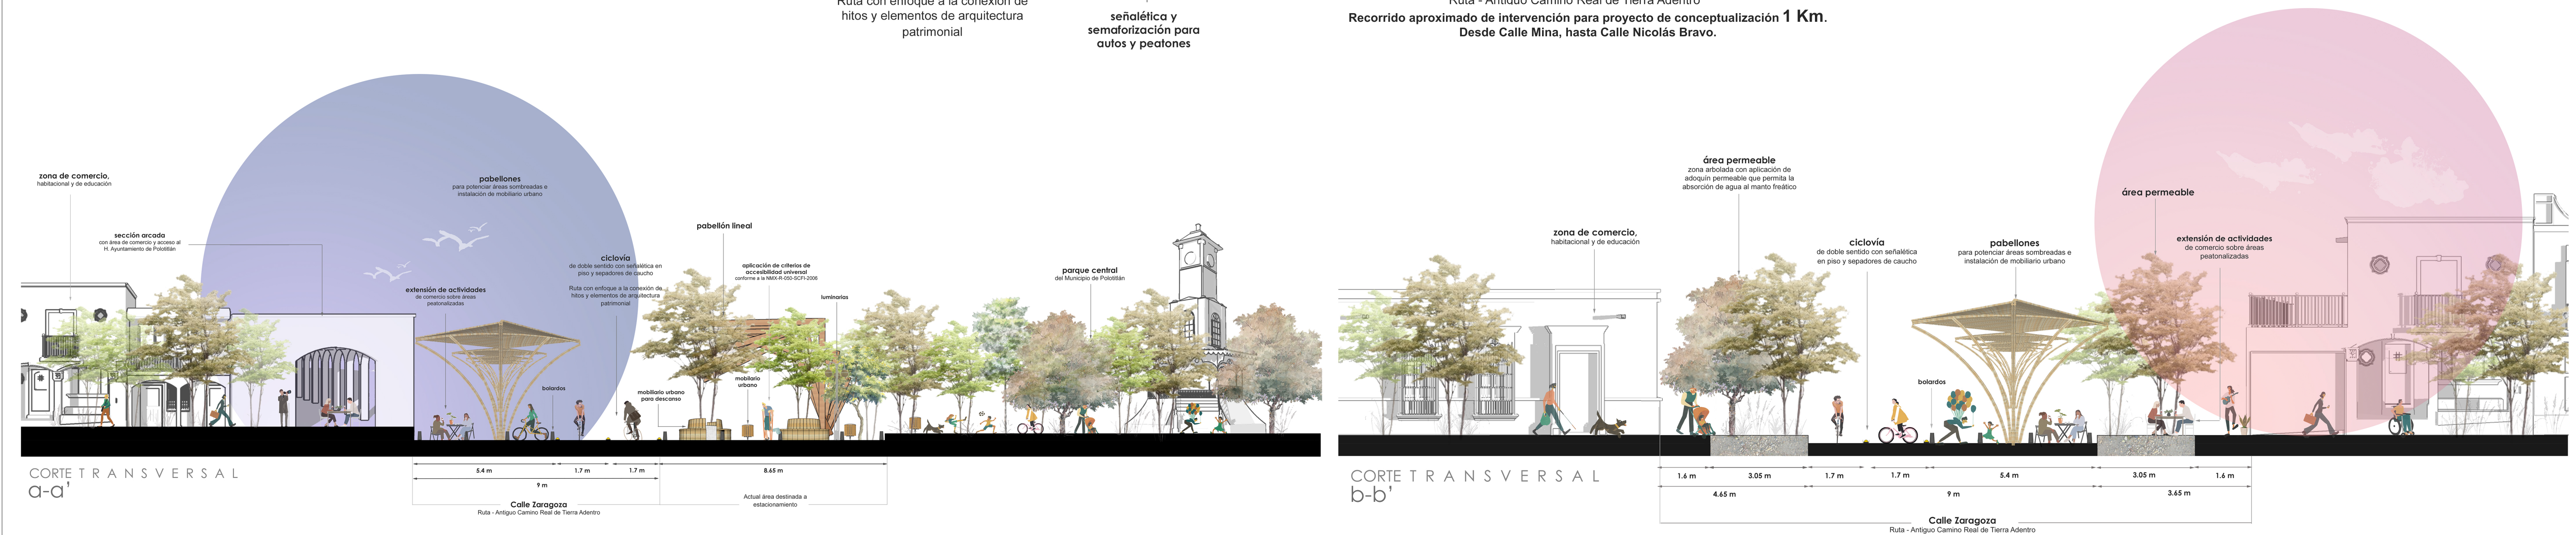 Ruta con enfoque a la conexión de
hitos y elementos de arquitectura
patrimonial
señalética y
semaforización para
autos y peatones
Ruta - Antiguo Camino Real de Tierra Adentro
Recorrido aproximado de intervención para proyecto de conceptualización 1 Km.
Desde Calle Mina, hasta Calle Nicolás Bravo.
zona de comercio,
habitacional y de educación
sección arcada
con área de comercio y acceso al
H. Ayuntamiento de Polotitlán
pabellones
para potenciar áreas sombreadas e
instalación de mobiliario urbano
extensión de actividades
de comercio sobre áreas
peatonalizadas
ciclovía
de doble sentido con señalética en
piso y sepadores de caucho
Ruta con enfoque a la conexión de
hitos y elementos de arquitectura
patrimonial
bolardos
pabellón lineal
aplicación de criterios de
accesibilidad universal
conforme a la NMX-R-050-SCFI-2006
luminarias
mobiliario urbano
para descanso
mobilario
urbano
parque central
del Municipio de Polotitlán
5.4 m
1.7 m
1.7 m
8.65 m
9 m
Calle Zaragoza
Ruta - Antiguo Camino Real de Tierra Adentro
Actual área destinada a
estacionamiento
CORTE TRANSVERSAL
a-a'
zona de comercio,
habitacional y de educación
área permeable
zona arbolada con aplicación de
adoquín permeable que permita la
absorción de agua al manto freático
ciclovía
de doble sentido con señalética
en piso y sepadores de caucho
pabellones
para potenciar áreas sombreadas e
instalación de mobiliario urbano
bolardos
área permeable
extensión de actividades
de comercio sobre áreas
peatonalizadas
1.6 m
3.05 m
1.7 m
1.7 m
5.4 m
3.05 m
1.6 m
4.65 m
9 m
3.65 m
Calle Zaragoza
Ruta - Antiguo Camino Real de Tierra Adentro
CORTE TRANSVERSAL
b-b'